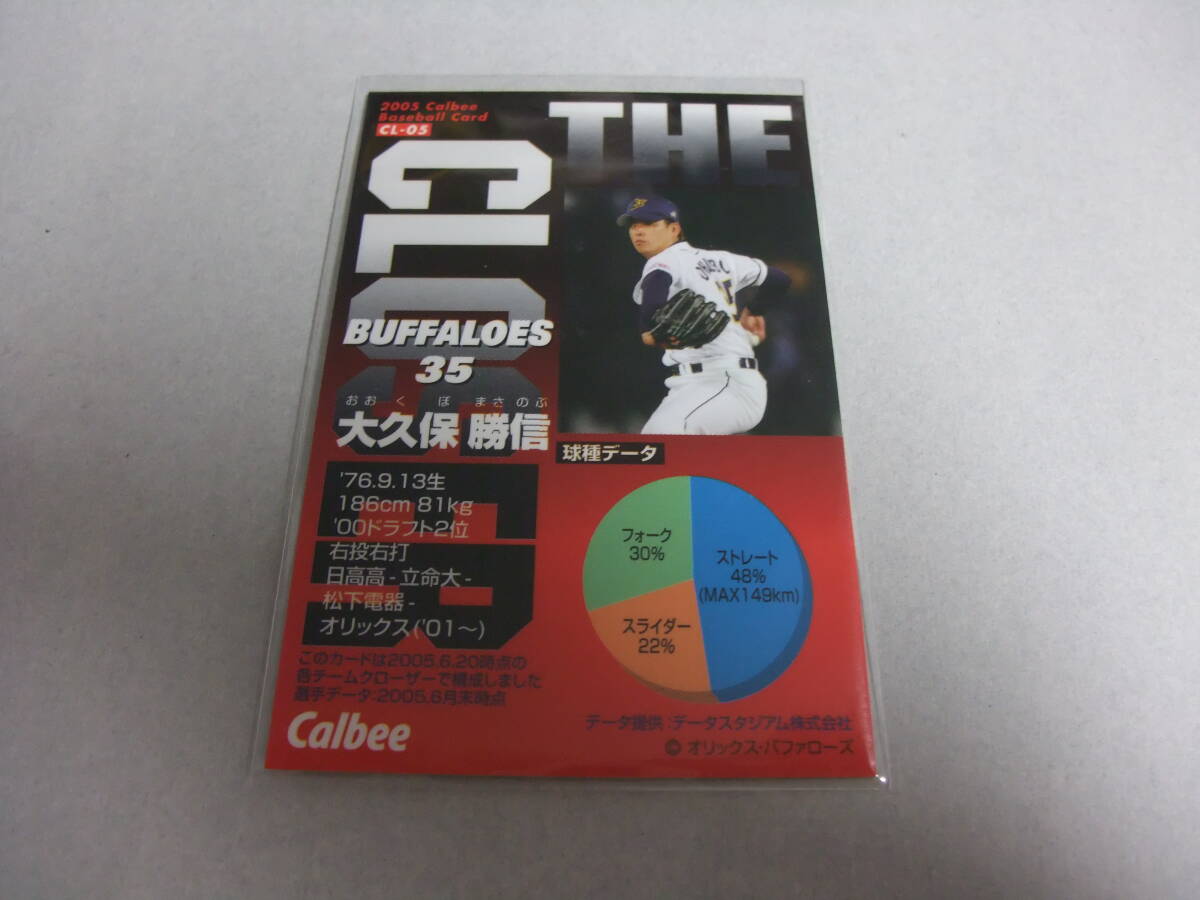 2005 Calbee
Baseball Card
CL-05
THE
CLOSER
BUFFALOES
35
おおくぼ まさのぶ
大久保 勝信
'76.9.13生
186cm 81kg
'00ドラフト2位
右投右打
日高高-立命大-
松下電器-
オリックス('01〜)
このカードは2005.6.20時点の
各チームクローザーで構成しました
選手データ:2005.6月末時点
Calbee
球種データ
フォーク
30%
ストレート
48%
(MAX149km)
スライダー
22%
データ提供:データスタジアム株式会社
© オリックス・バファローズ